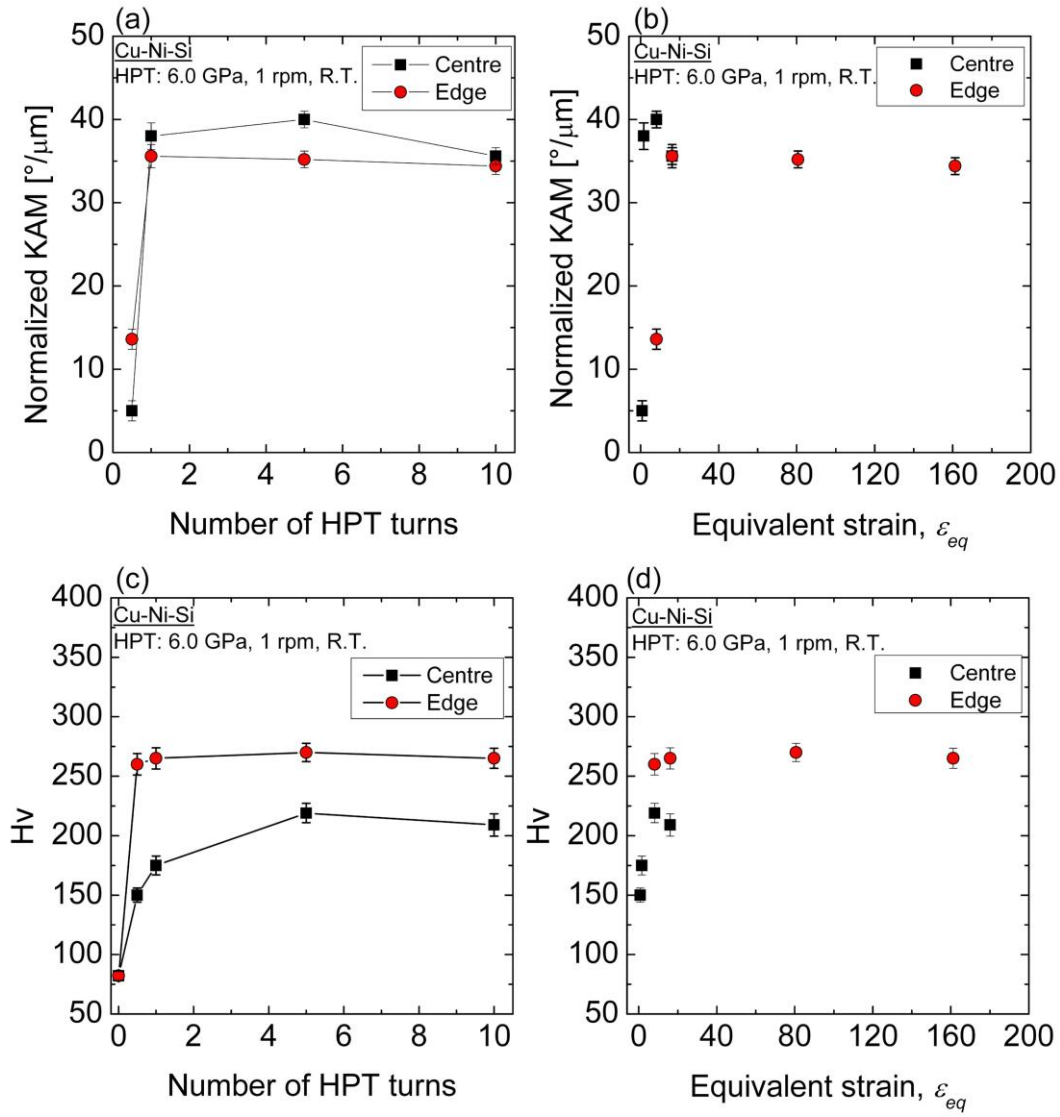 (a)
Cu-Ni-Si
HPT: 6.0 GPa, 1 rpm, R.T.
Centre
Edge
Normalized KAM [°/μm]
50
40
30
20
10
0
0 2 4 6 8 10
Number of HPT turns
(b)
Cu-Ni-Si
HPT: 6.0 GPa, 1 rpm, R.T.
Centre
Edge
Normalized KAM [°/μm]
50
40
30
20
10
0
0 40 80 120 160 200
Equivalent strain, εeq
(c)
Cu-Ni-Si
HPT: 6.0 GPa, 1 rpm, R.T.
Centre
Edge
Hv
400
350
300
250
200
150
100
50
0 2 4 6 8 10
Number of HPT turns
(d)
Cu-Ni-Si
HPT: 6.0 GPa, 1 rpm, R.T.
Centre
Edge
Hv
400
350
300
250
200
150
100
50
0 40 80 120 160 200
Equivalent strain, εeq